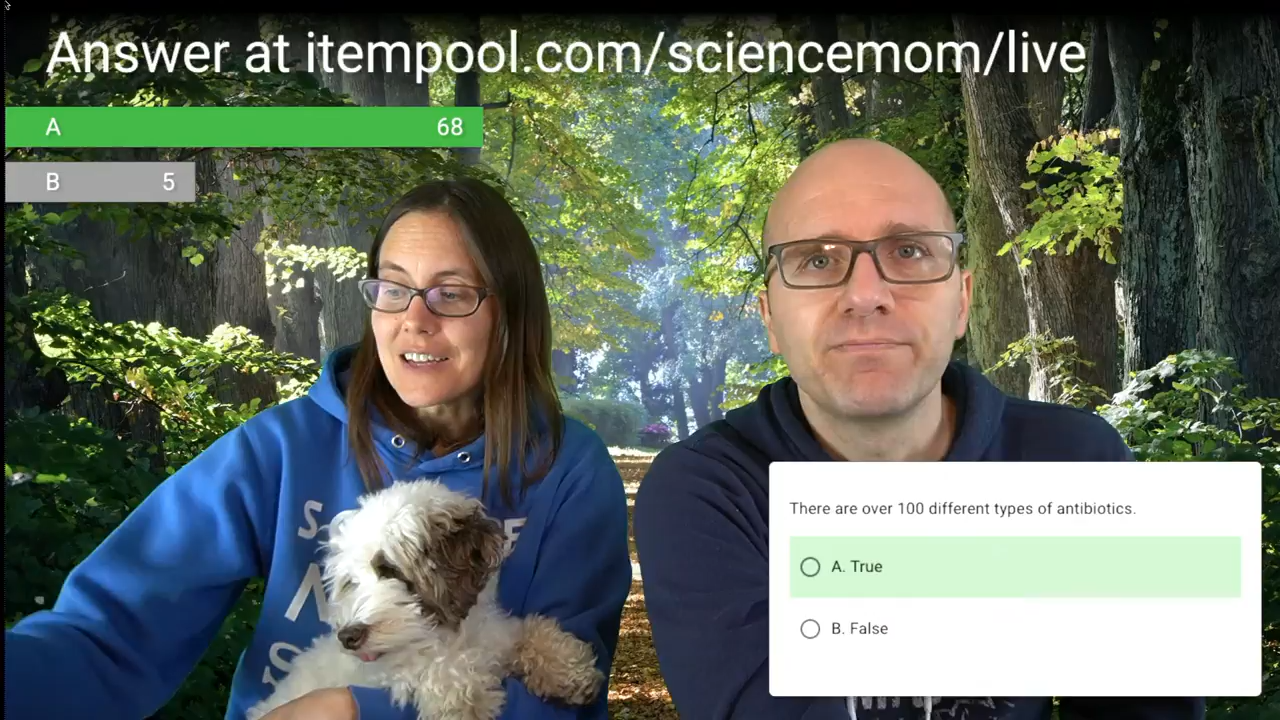 Answer at itempool.com/sciencemom/live
A 68
B 5
There are over 100 different types of antibiotics.
A. True
B. False